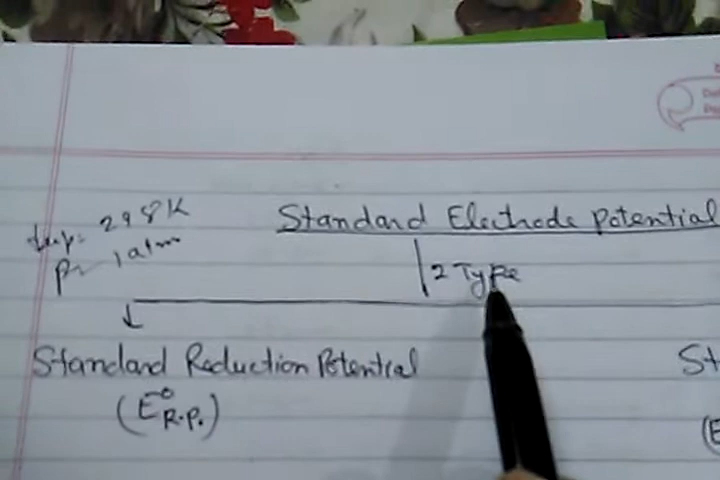 temp= 298K
P= 1atm
Standard Electrode Potential
2 Type
Standard Reduction Potential
St
(E°R.P.)
(E